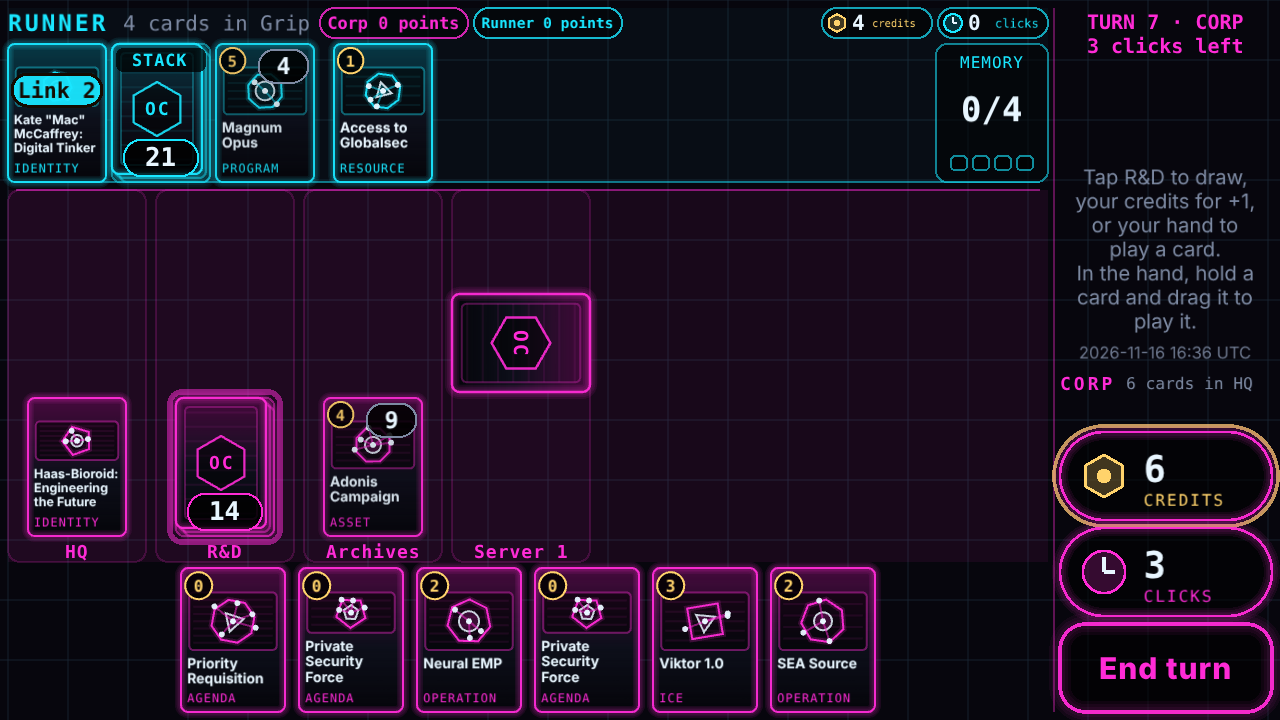 RUNNER 4 cards in Grip Corp 0 points Runner 0 points 4 credits 0 clicks
TURN 7 · CORP
3 clicks left
Link 2
Kate "Mac"
McCaffrey:
Digital Tinker
IDENTITY
STACK
OC
21
5
4
Magnum
Opus
PROGRAM
1
Access to
Globalsec
RESOURCE
MEMORY
0/4
Tap R&D to draw,
your credits for +1,
or your hand to
play a card.
In the hand, hold a
card and drag it to
play it.
2026-11-16 16:36 UTC
CORP 6 cards in HQ
OC
Haas-Bioroid:
Engineering
the Future
IDENTITY
HQ
OC
14
R&D
4
9
Adonis
Campaign
ASSET
Archives
Server 1
6
CREDITS
3
CLICKS
End turn
0
Priority
Requisition
AGENDA
0
Private
Security
Force
AGENDA
2
Neural EMP
OPERATION
0
Private
Security
Force
AGENDA
3
Viktor 1.0
ICE
2
SEA Source
OPERATION